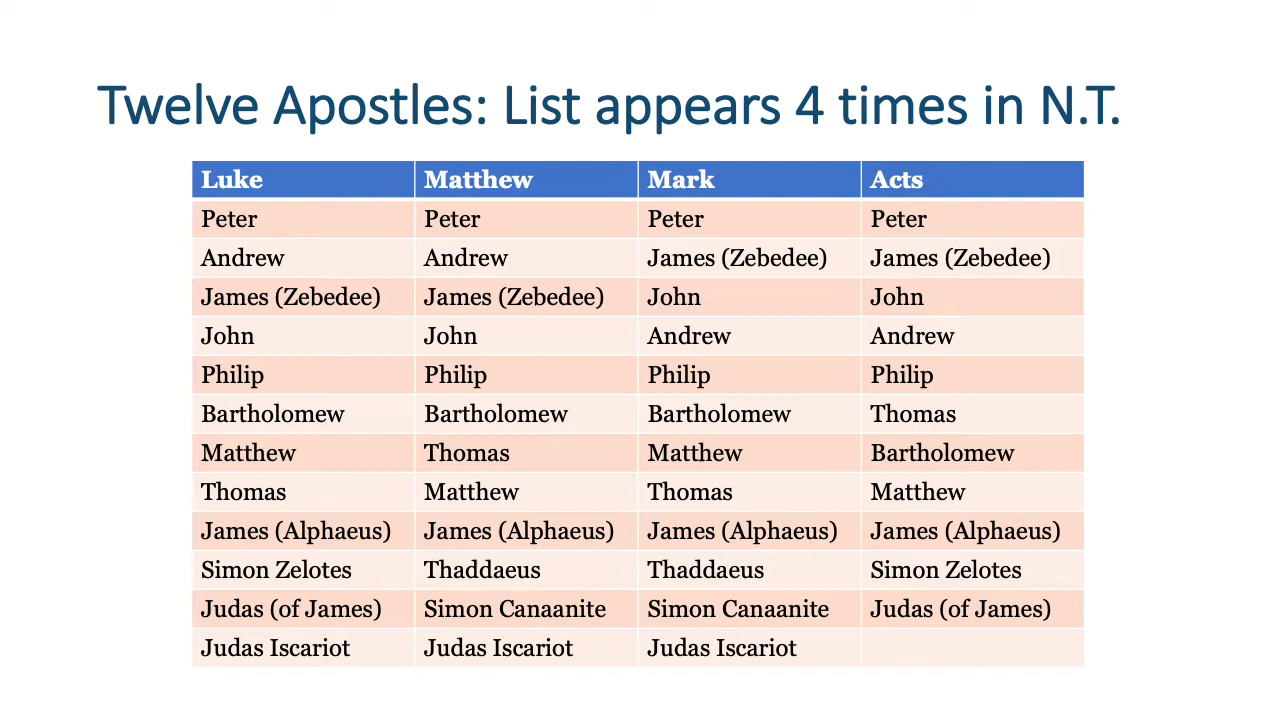 Twelve Apostles: List appears 4 times in N.T.
Luke Matthew Mark Acts
Peter Peter Peter Peter
Andrew Andrew James (Zebedee) James (Zebedee)
James (Zebedee) James (Zebedee) John John
John John Andrew Andrew
Philip Philip Philip Philip
Bartholomew Bartholomew Bartholomew Thomas
Matthew Thomas Matthew Bartholomew
Thomas Matthew Thomas Matthew
James (Alphaeus) James (Alphaeus) James (Alphaeus) James (Alphaeus)
Simon Zelotes Thaddaeus Thaddaeus Simon Zelotes
Judas (of James) Simon Canaanite Simon Canaanite Judas (of James)
Judas Iscariot Judas Iscariot Judas Iscariot